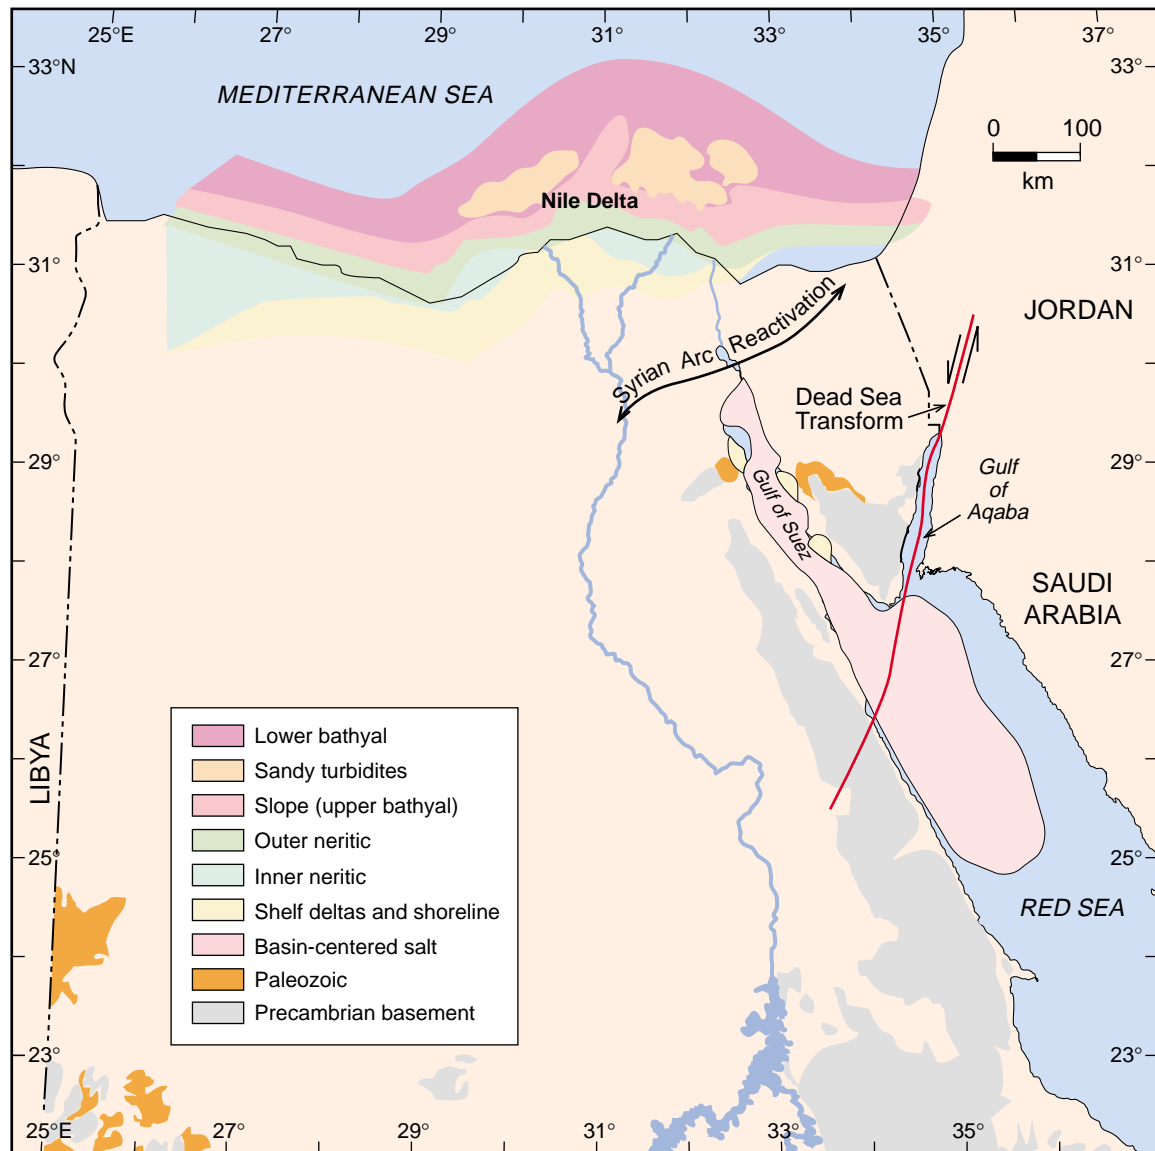 25°E
27°
29°
31°
33°
35°
33°N
37°
MEDITERRANEAN SEA
0
100
km
Nile Delta
31°
31°
JORDAN
Syrian Arc Reactivation
Dead Sea
Transform
29°
29°
Gulf
of
Aqaba
Gulf of Suez
SAUDI
ARABIA
27°
27°
LIBYA
Lower bathyal
Sandy turbidites
Slope (upper bathyal)
Outer neritic
Inner neritic
Shelf deltas and shoreline
Basin-centered salt
Paleozoic
Precambrian basement
25°
25°
RED SEA
23°
23°
25°E
27°
29°
31°
33°
35°